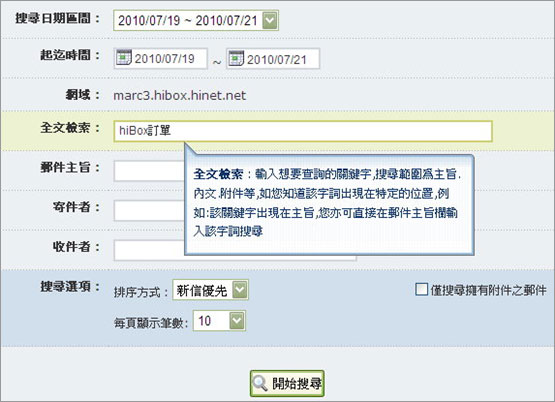 搜尋日期區間： 2010/07/19 ~ 2010/07/21
起迄時間： 2010/07/19 ~ 2010/07/21
網域： marc3.hibox.hinet.net
全文檢索： hiBox訂單
郵件主旨：
全文檢索：輸入想要查詢的關鍵字,搜尋範圍為主旨.
內文.附件等,如您知道該字詞出現在特定的位置,例
如:該關鍵字出現在主旨,您亦可直接在郵件主旨欄輸
入該字詞搜尋
寄件者：
收件者：
搜尋選項： 排序方式： 新信優先 僅搜尋擁有附件之郵件
每頁顯示筆數： 10
開始搜尋